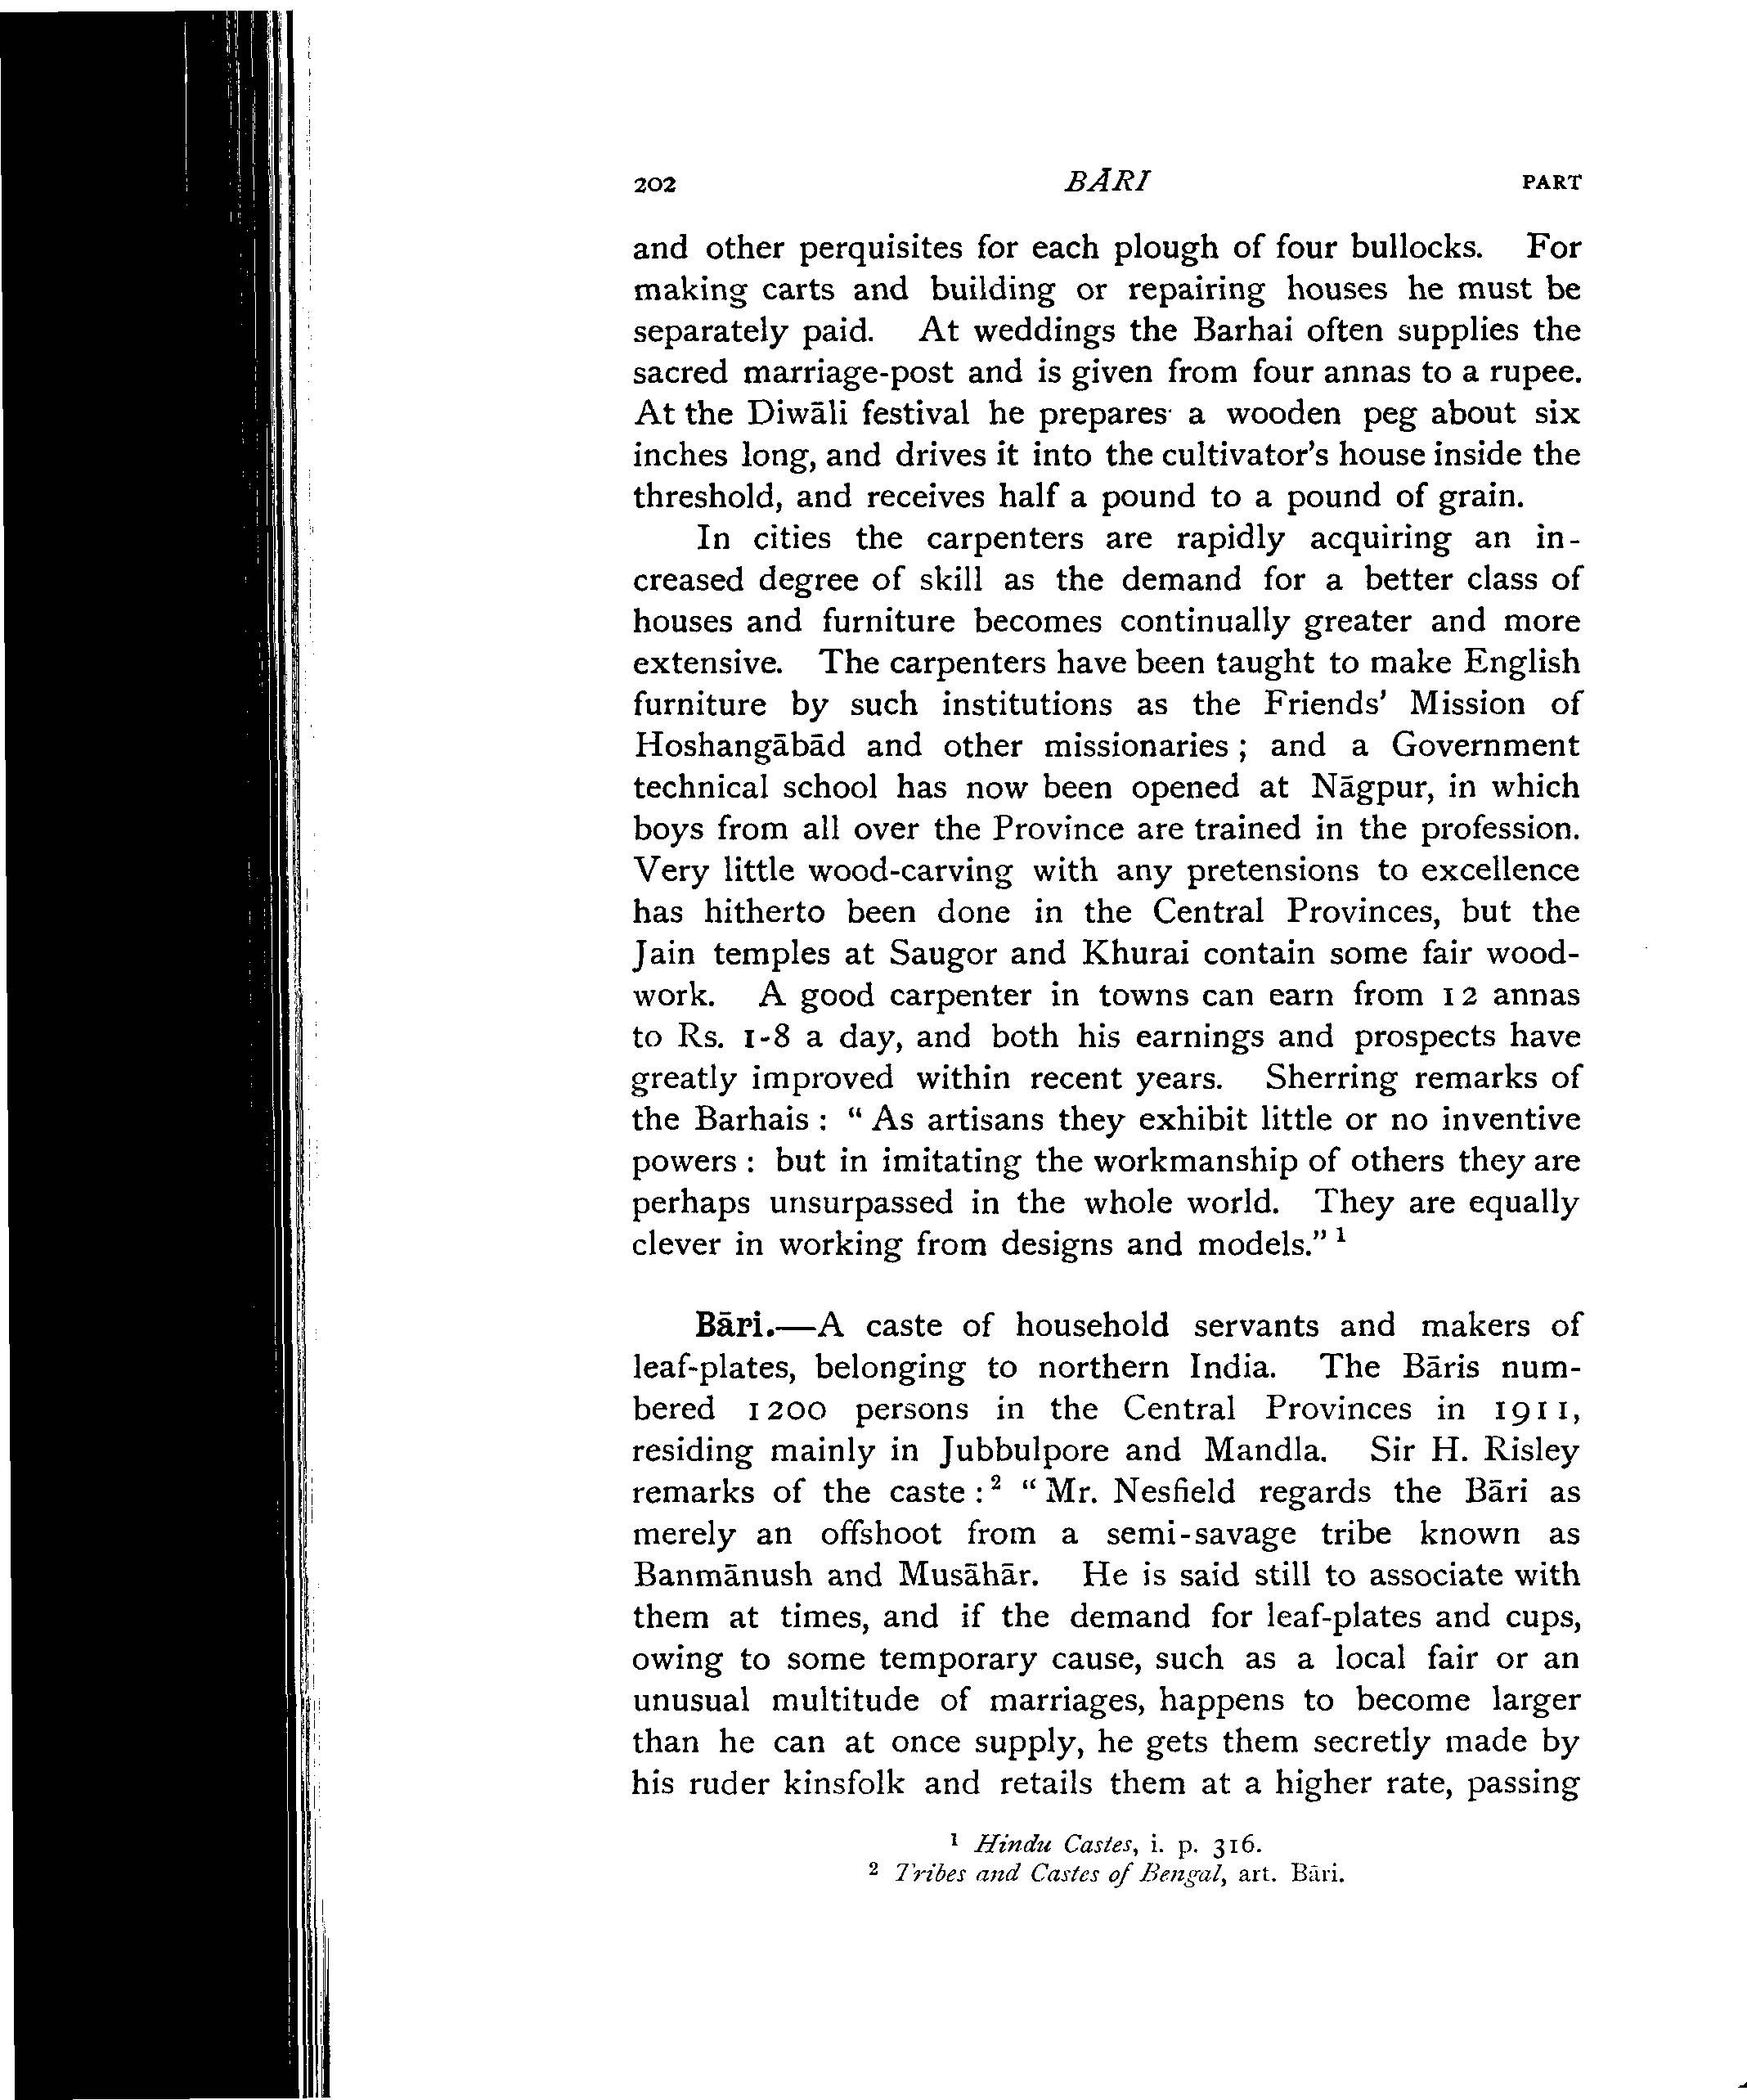 202 BĀRI PART
and other perquisites for each plough of four bullocks. For
making carts and building or repairing houses he must be
separately paid. At weddings the Barhai often supplies the
sacred marriage-post and is given from four annas to a rupee.
At the Diwāli festival he prepares a wooden peg about six
inches long, and drives it into the cultivator's house inside the
threshold, and receives half a pound to a pound of grain.
In cities the carpenters are rapidly acquiring an in-
creased degree of skill as the demand for a better class of
houses and furniture becomes continually greater and more
extensive. The carpenters have been taught to make English
furniture by such institutions as the Friends' Mission of
Hoshangābād and other missionaries; and a Government
technical school has now been opened at Nāgpur, in which
boys from all over the Province are trained in the profession.
Very little wood-carving with any pretensions to excellence
has hitherto been done in the Central Provinces, but the
Jain temples at Saugor and Khurai contain some fair wood-
work. A good carpenter in towns can earn from 12 annas
to Rs. 1-8 a day, and both his earnings and prospects have
greatly improved within recent years. Sherring remarks of
the Barhais: "As artisans they exhibit little or no inventive
powers: but in imitating the workmanship of others they are
perhaps unsurpassed in the whole world. They are equally
clever in working from designs and models." ¹
Bāri.—A caste of household servants and makers of
leaf-plates, belonging to northern India. The Bāris num-
bered 1200 persons in the Central Provinces in 1911,
residing mainly in Jubbulpore and Mandla. Sir H. Risley
remarks of the caste:² "Mr. Nesfield regards the Bāri as
merely an offshoot from a semi-savage tribe known as
Banmānush and Musāhār. He is said still to associate with
them at times, and if the demand for leaf-plates and cups,
owing to some temporary cause, such as a local fair or an
unusual multitude of marriages, happens to become larger
than he can at once supply, he gets them secretly made by
his ruder kinsfolk and retails them at a higher rate, passing
¹ Hindu Castes, i. p. 316.
² Tribes and Castes of Bengal, art. Bāri.